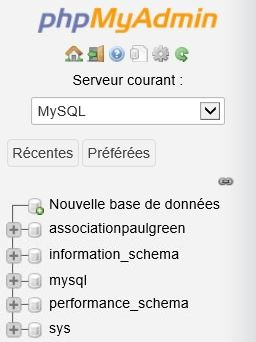 phpMyAdmin
Serveur courant :
MySQL
Récentes Préférées
Nouvelle base de données
associationpaulgreen
information_schema
mysql
performance_schema
sys